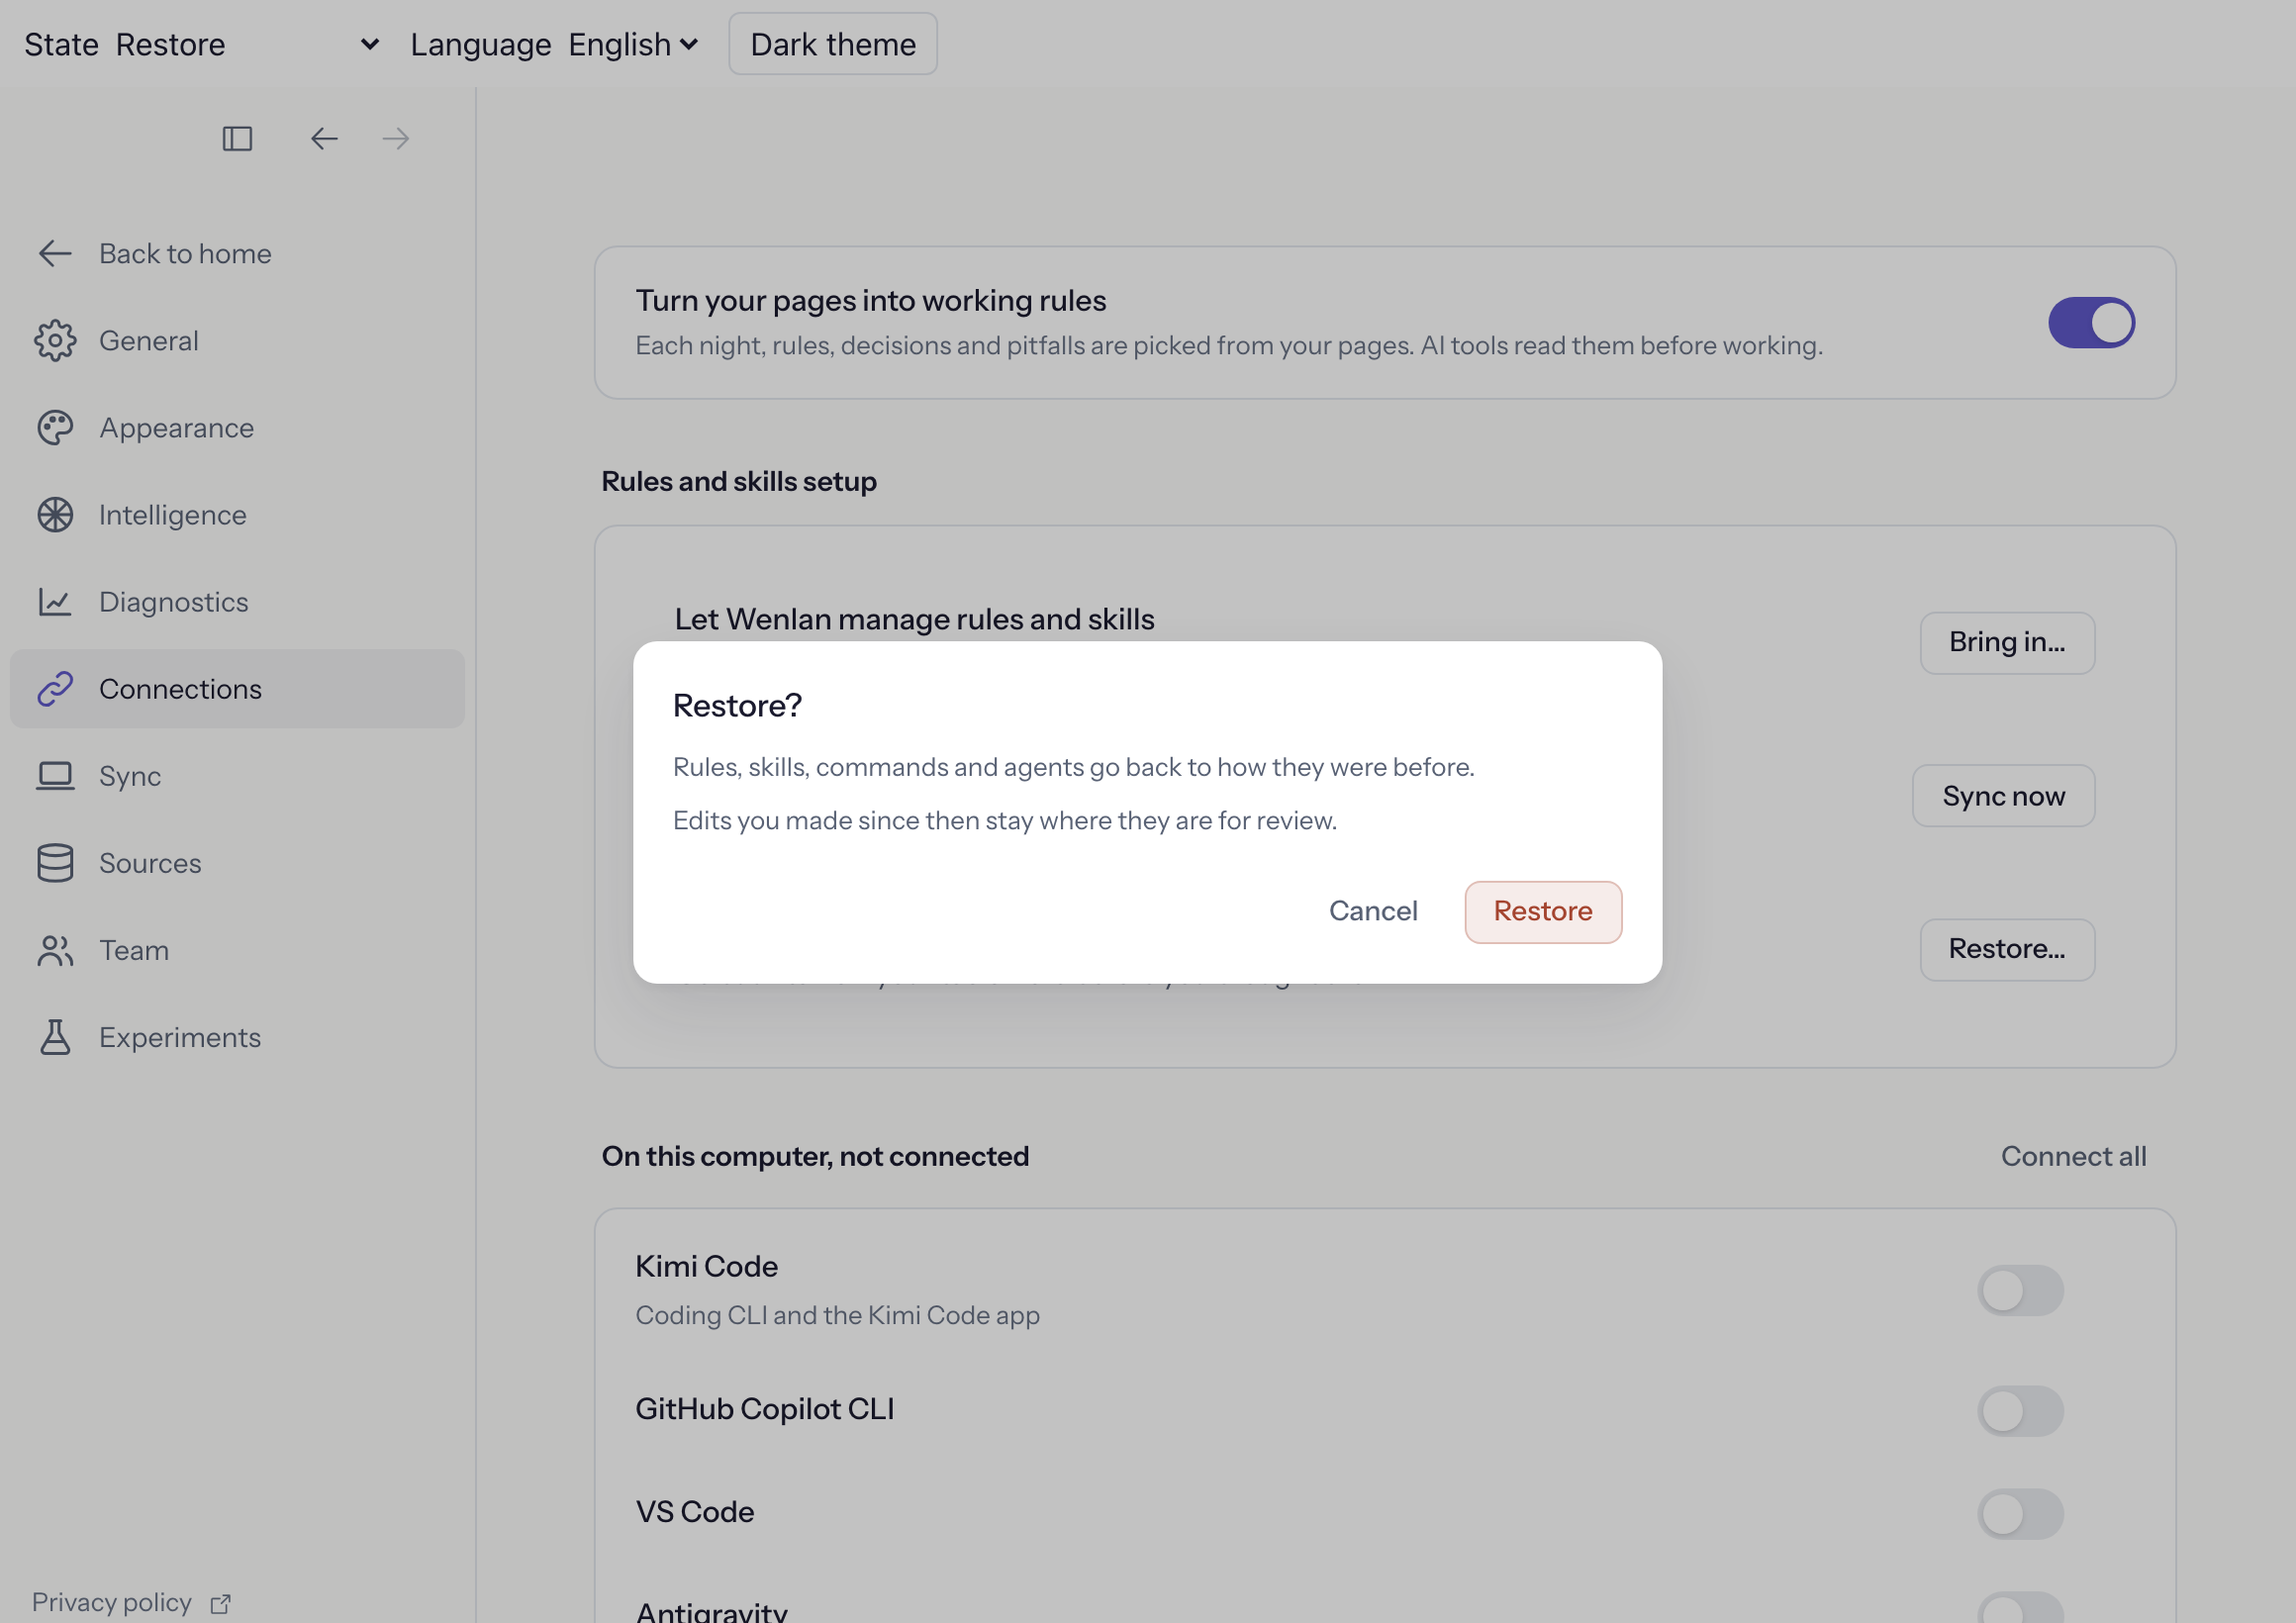 State Restore Language English Dark theme
Back to home
General
Appearance
Intelligence
Diagnostics
Connections
Sync
Sources
Team
Experiments
Privacy policy
Turn your pages into working rules
Each night, rules, decisions and pitfalls are picked from your pages. AI tools read them before working.
Rules and skills setup
Let Wenlan manage rules and skills
Bring in...
Sync now
Restore...
Restore?
Rules, skills, commands and agents go back to how they were before.
Edits you made since then stay where they are for review.
Cancel Restore
On this computer, not connected
Connect all
Kimi Code
Coding CLI and the Kimi Code app
GitHub Copilot CLI
VS Code
Antigravity